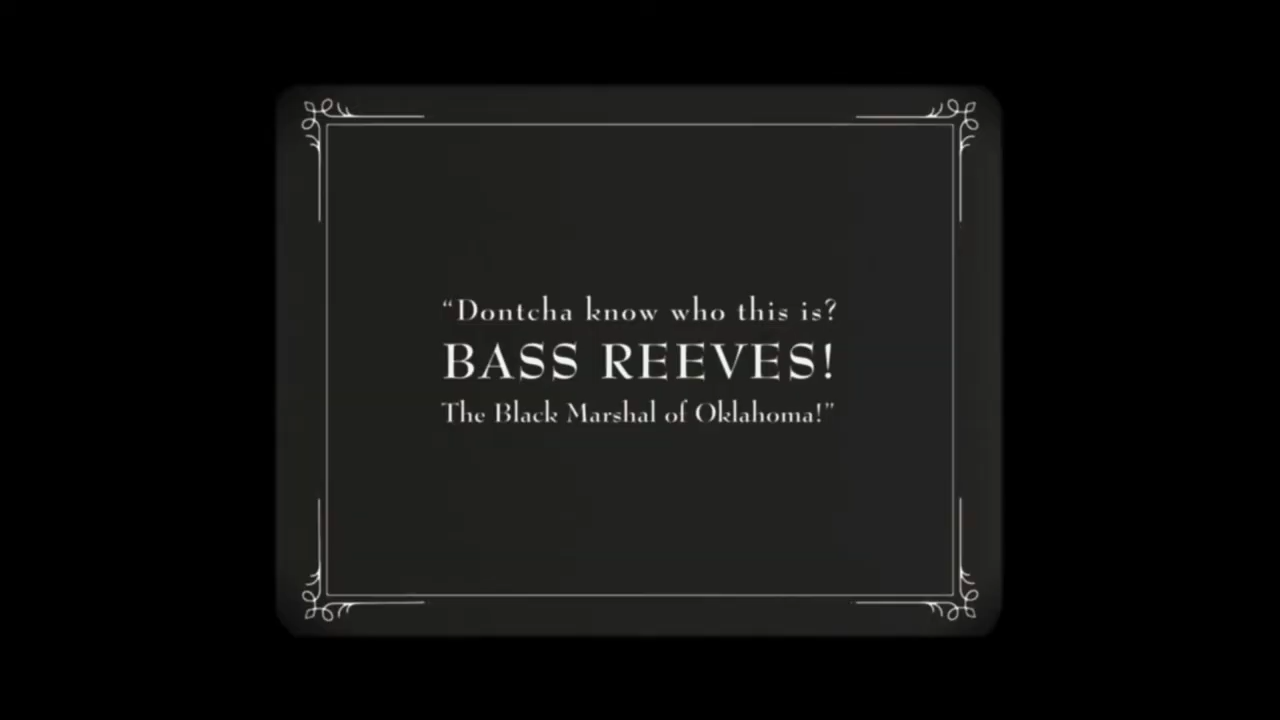 “Dontcha know who this is?
BASS REEVES!
The Black Marshal of Oklahoma!”